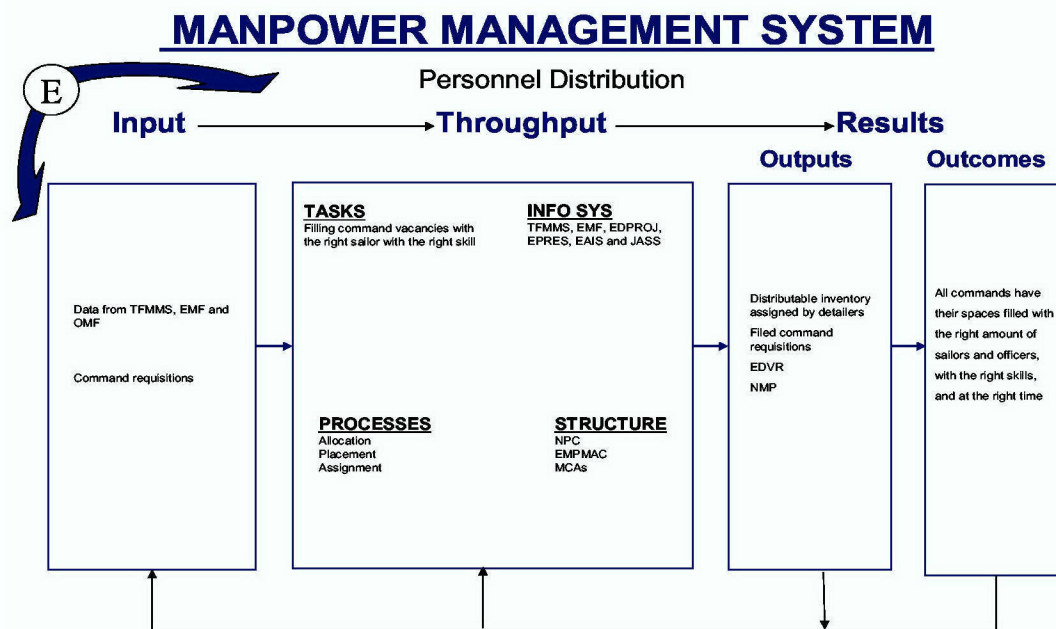 MANPOWER MANAGEMENT SYSTEM
E
Personnel Distribution
Input
Throughput
Results
Outputs
Outcomes
Data from TFMMS, EMF and
OMF
Command requisitions
TASKS
Filling command vacancies with
the right sailor with the right skill
INFO SYS
TFMMS, EMF, EDPROJ,
EPRES, EAIS and JASS
PROCESSES
Allocation
Placement
Assignment
STRUCTURE
NPC
EMPMAC
MCAs
Distributable inventory
assigned by detailers
Filed command
requisitions
EDVR
NMP
All commands have
their spaces filled with
the right amount of
sailors and officers,
with the right skills,
and at the right time